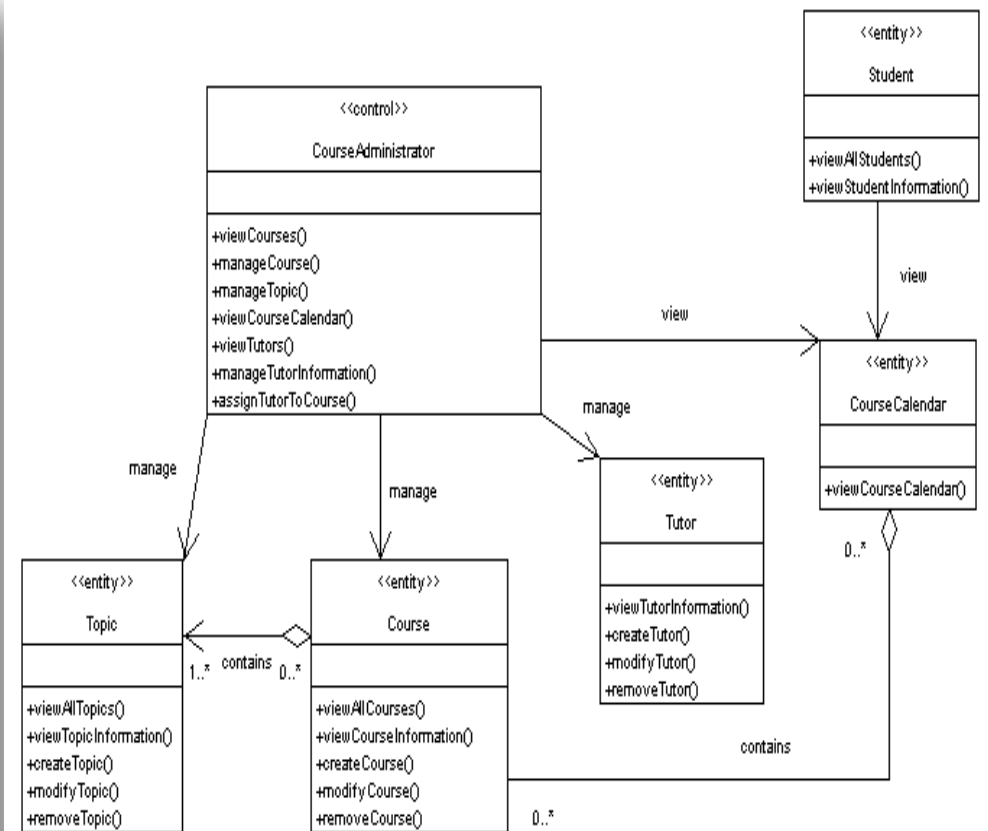 <<entity>>
Student
+viewAllStudents()
+viewStudentInformation()
<<control>>
CourseAdministrator
+viewCourses()
+manageCourse()
+manageTopic()
+viewCourseCalendar()
+viewTutors()
+manageTutorInformation()
+assignTutorToCourse()
view
view
<<entity>>
CourseCalendar
+viewCourseCalendar()
0..*
manage
manage
manage
<<entity>>
Tutor
+viewTutorInformation()
+createTutor()
+modifyTutor()
+removeTutor()
<<entity>>
Topic
+viewAllTopics()
+viewTopicInformation()
+createTopic()
+modifyTopic()
+removeTopic()
1..* contains 0..*
<<entity>>
Course
+viewAllCourses()
+viewCourseInformation()
+createCourse()
+modifyCourse()
+removeCourse()
contains
0..*